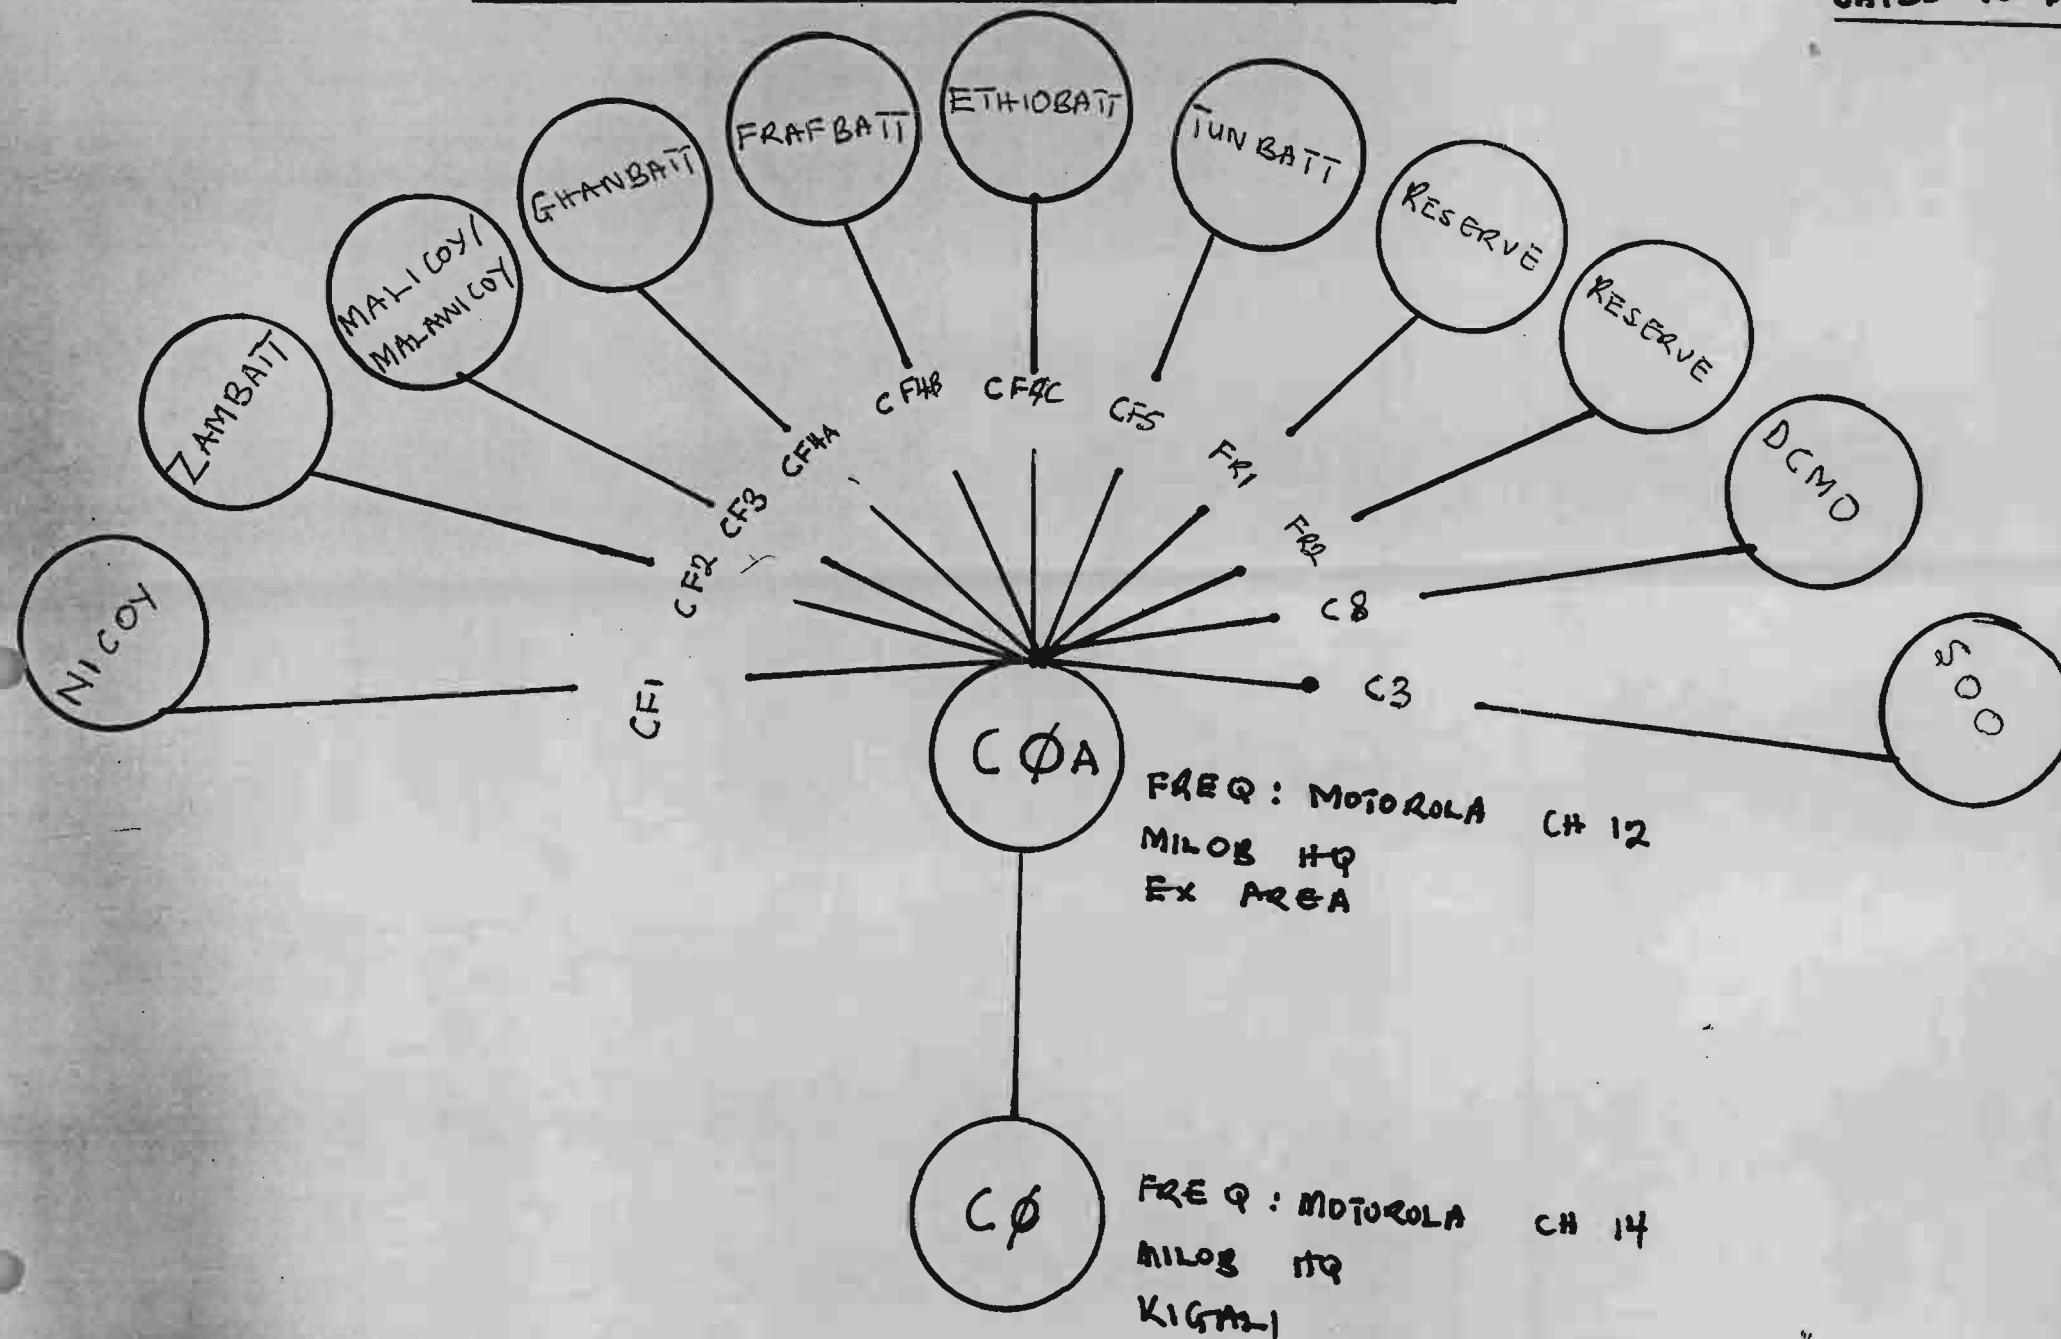 ETHIOBATT
FRAFBATT
TUNBATT
GHANBATT
RESERVE
MALICOY/
MALAWICOY
RESERVE
ZAMBATT
DCMO
NICOY
SOO
CF1
CF2
CF3
CF4A
CF4B
CF4C
CF5
FR1
FR2
C8
C3
CØA
FREQ: MOTOROLA CH 12
MILOB HQ
EX AREA
CØ
FREQ: MOTOROLA CH 14
MILOB HQ
KIGALI